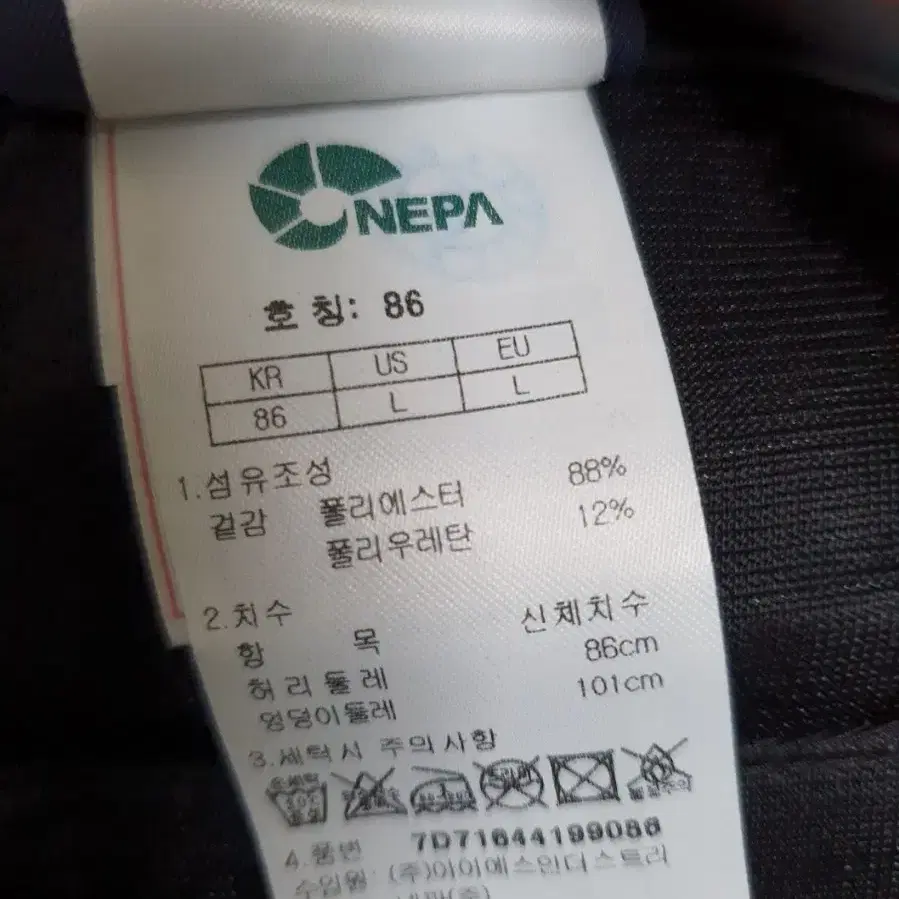 NEPA
호 칭: 86
KR US EU
86 L L
1.섬유조성
겉감 폴리에스터 88%
폴리우레탄 12%
2.치수
항 목 신체치수
허리둘레 86cm
엉덩이둘레 101cm
3.세탁시 주의사항
4.품번 7D71644199086
수입원 (주)아이에스인더스트리